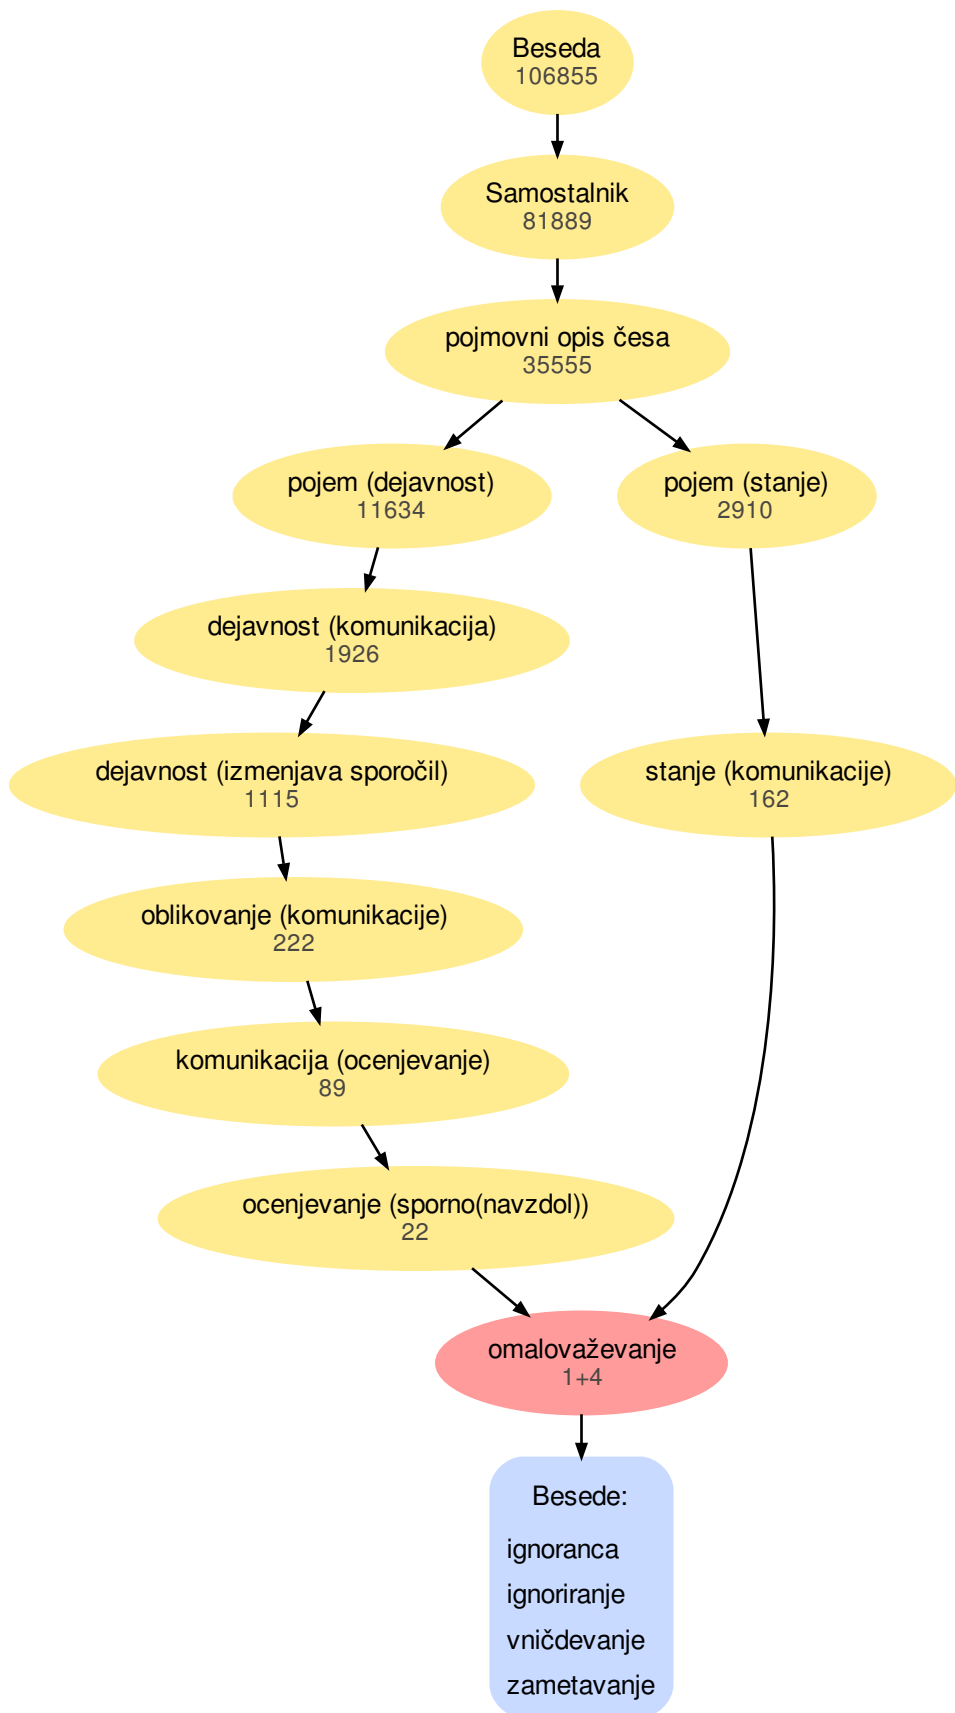 Beseda
106855
Samostalnik
81889
pojmovni opis česa
35555
pojem (dejavnost)
11634
pojem (stanje)
2910
dejavnost (komunikacija)
1926
dejavnost (izmenjava sporočil)
1115
stanje (komunikacije)
162
oblikovanje (komunikacije)
222
komunikacija (ocenjevanje)
89
ocenjevanje (sporno(navzdol))
22
omalovaževanje
1+4
Besede:
ignoranca
ignoriranje
vničdevanje
zametavanje